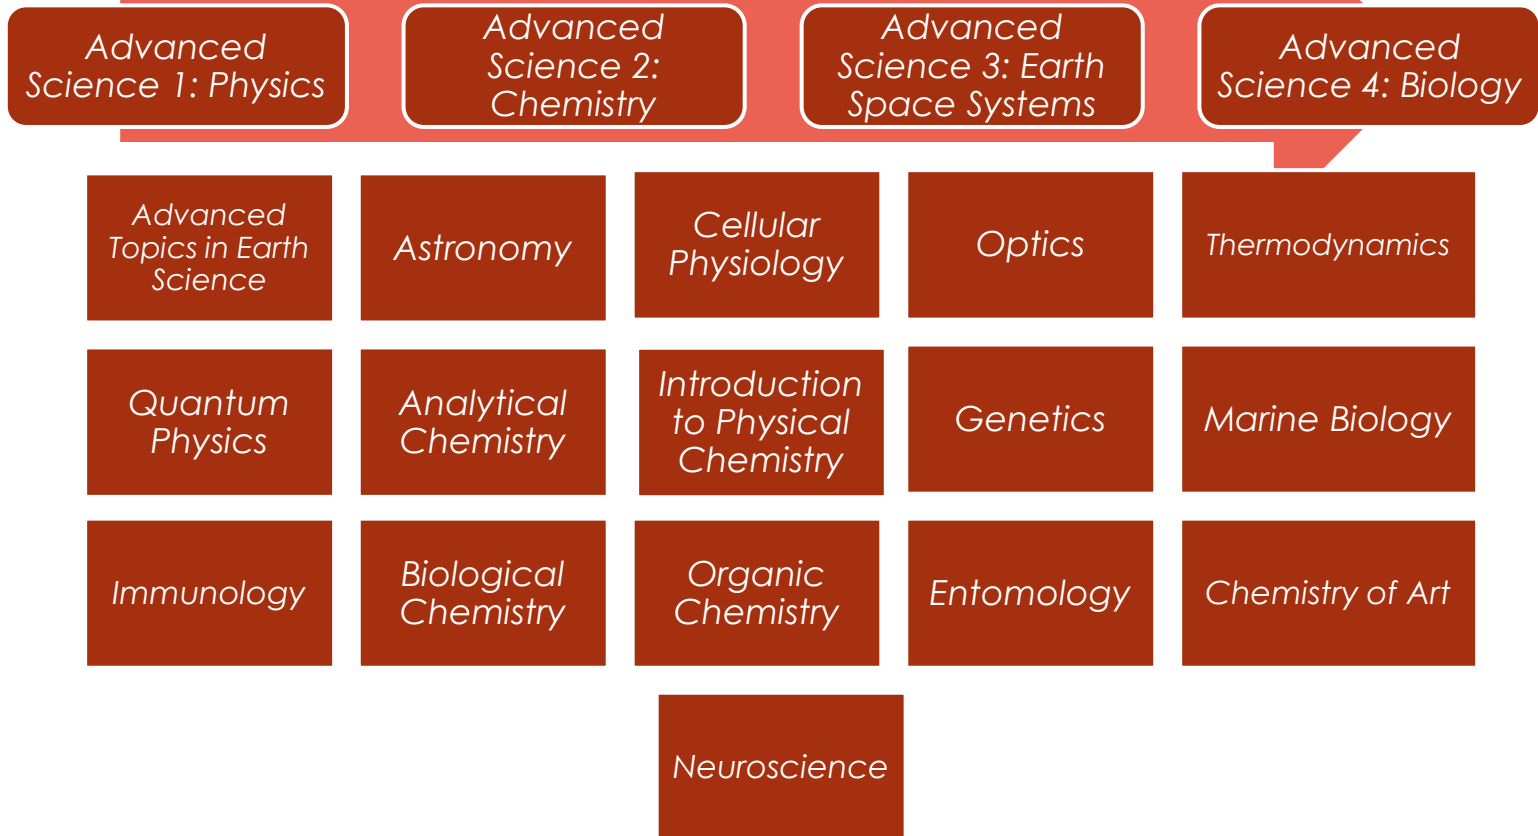 Advanced
Science 1: Physics
Advanced
Science 2:
Chemistry
Advanced
Science 3: Earth
Space Systems
Advanced
Science 4: Biology
Advanced
Topics in Earth
Science
Astronomy
Cellular
Physiology
Optics
Thermodynamics
Quantum
Physics
Analytical
Chemistry
Introduction
to Physical
Chemistry
Genetics
Marine Biology
Immunology
Biological
Chemistry
Organic
Chemistry
Entomology
Chemistry of Art
Neuroscience